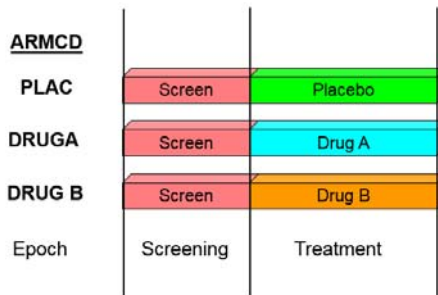 ARMCD
PLAC Screen Placebo
DRUGA Screen Drug A
DRUG B Screen Drug B
Epoch Screening Treatment